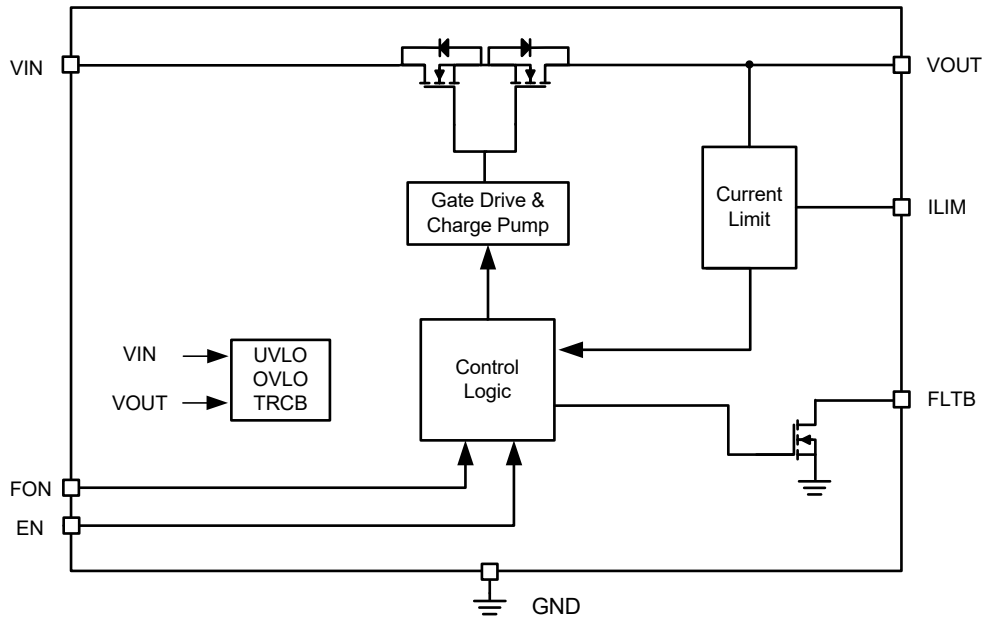 VIN
VOUT
Gate Drive &
Charge Pump
Current
Limit
ILIM
VIN
VOUT
UVLO
OVLO
TRCB
Control
Logic
FLTB
FON
EN
GND